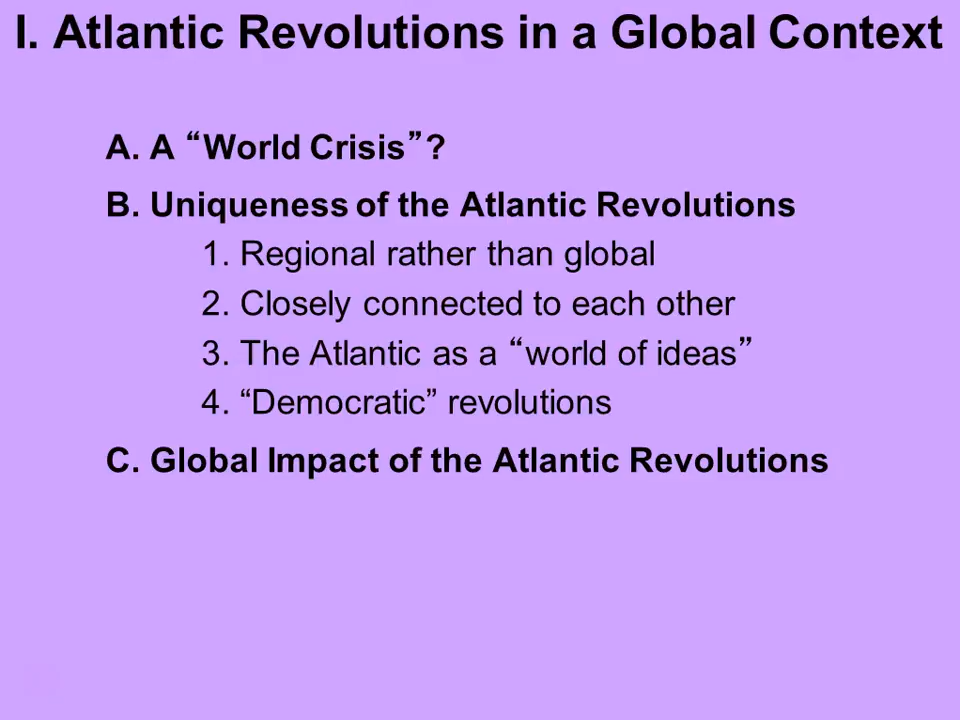 I. Atlantic Revolutions in a Global Context
A. A “World Crisis”?
B. Uniqueness of the Atlantic Revolutions
1. Regional rather than global
2. Closely connected to each other
3. The Atlantic as a “world of ideas”
4. “Democratic” revolutions
C. Global Impact of the Atlantic Revolutions